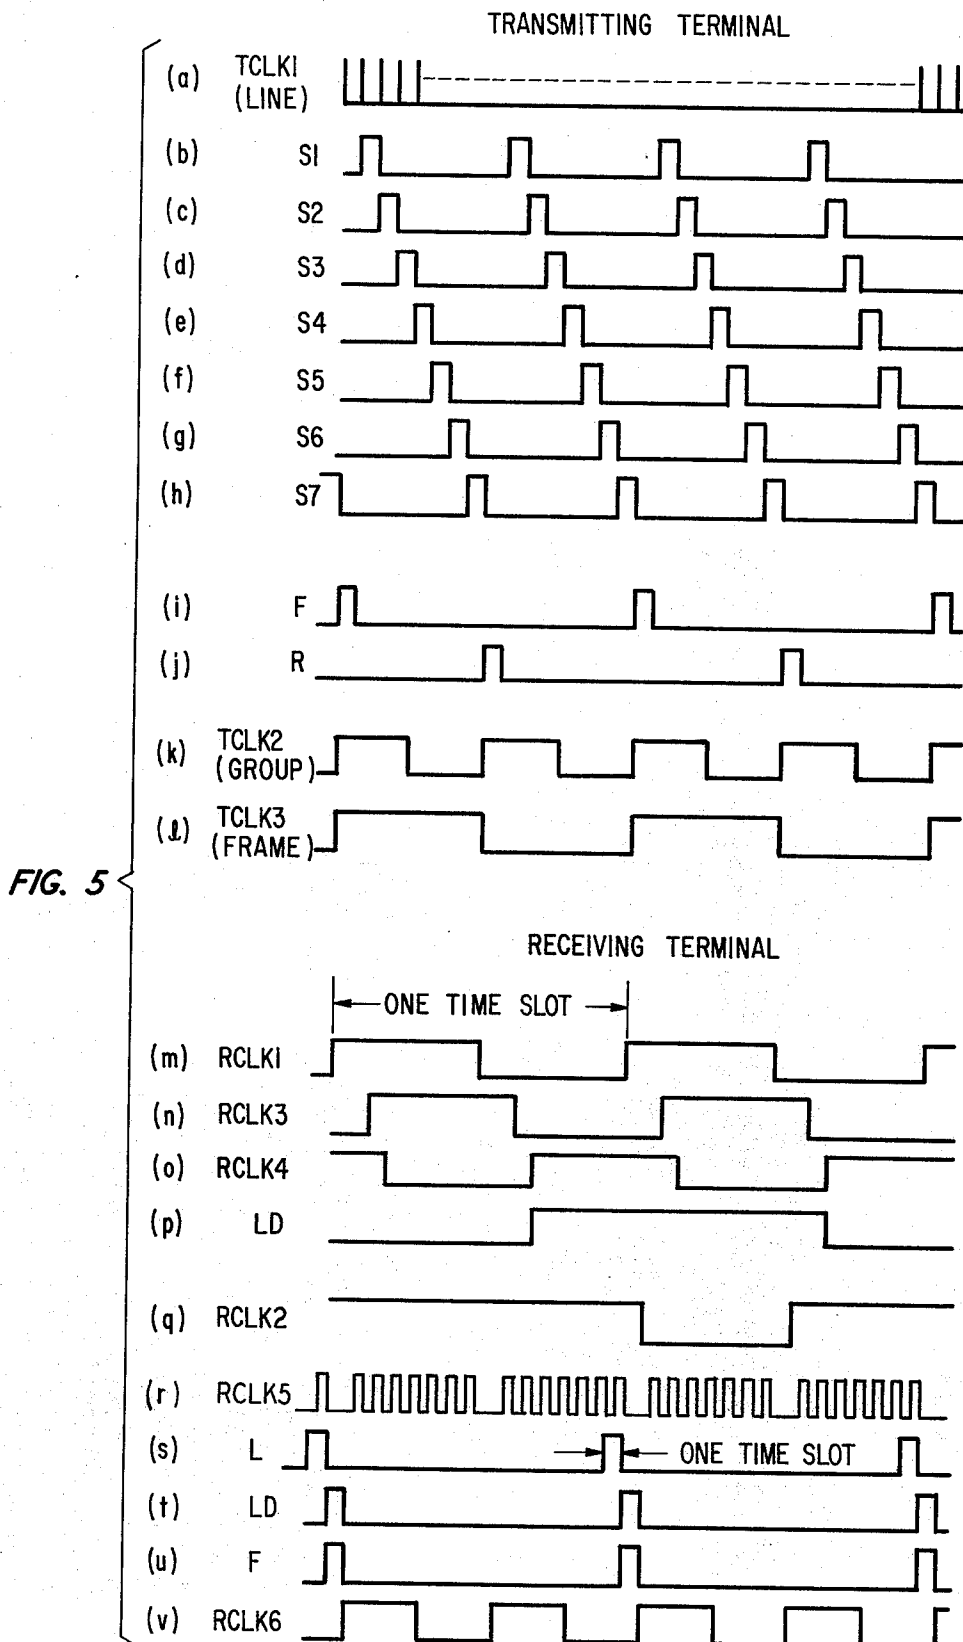 TRANSMITTING TERMINAL
(a) TCLK1
(LINE)
(b) S1
(c) S2
(d) S3
(e) S4
(f) S5
(g) S6
(h) S7
(i) F
(j) R
(k) TCLK2
(GROUP)
(l) TCLK3
(FRAME)
FIG. 5
RECEIVING TERMINAL
ONE TIME SLOT
(m) RCLK1
(n) RCLK3
(o) RCLK4
(p) LD
(q) RCLK2
(r) RCLK5
(s) L ONE TIME SLOT
(t) LD
(u) F
(v) RCLK6